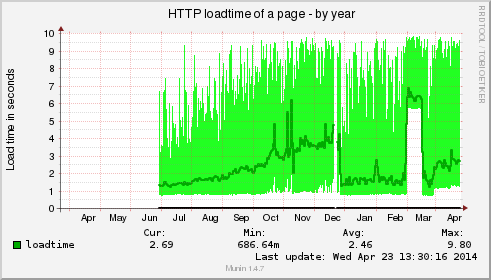 HTTP loadtime of a page - by year
RRDTOOL / TOBI OETIKER
Load time in seconds
10
9
8
7
6
5
4
3
2
1
0
Apr May Jun Jul Aug Sep Oct Nov Dec Jan Feb Mar Apr
Cur: Min: Avg: Max:
loadtime 2.69 686.64m 2.46 9.80
Last update: Wed Apr 23 13:30:16 2014
Munin 1.4.7